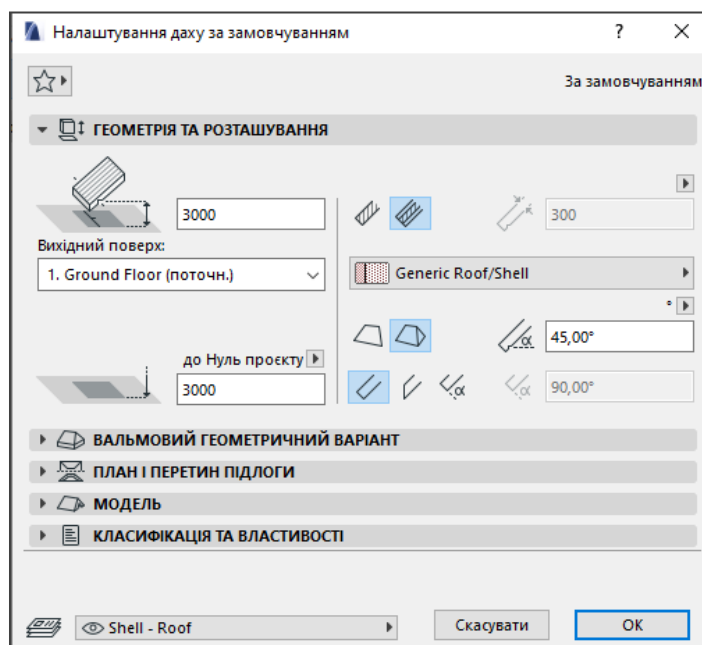 Налаштування даху за замовчуванням ?
За замовчуванням
ГЕОМЕТРІЯ ТА РОЗТАШУВАННЯ
3000
300
Вихідний поверх:
1. Ground Floor (поточн.)
Generic Roof/Shell
°
α 45,00°
до Нуль проєкту
3000
α α 90,00°
ВАЛЬМОВИЙ ГЕОМЕТРИЧНИЙ ВАРІАНТ
ПЛАН І ПЕРЕТИН ПІДЛОГИ
МОДЕЛЬ
КЛАСИФІКАЦІЯ ТА ВЛАСТИВОСТІ
Shell - Roof
Скасувати
OK